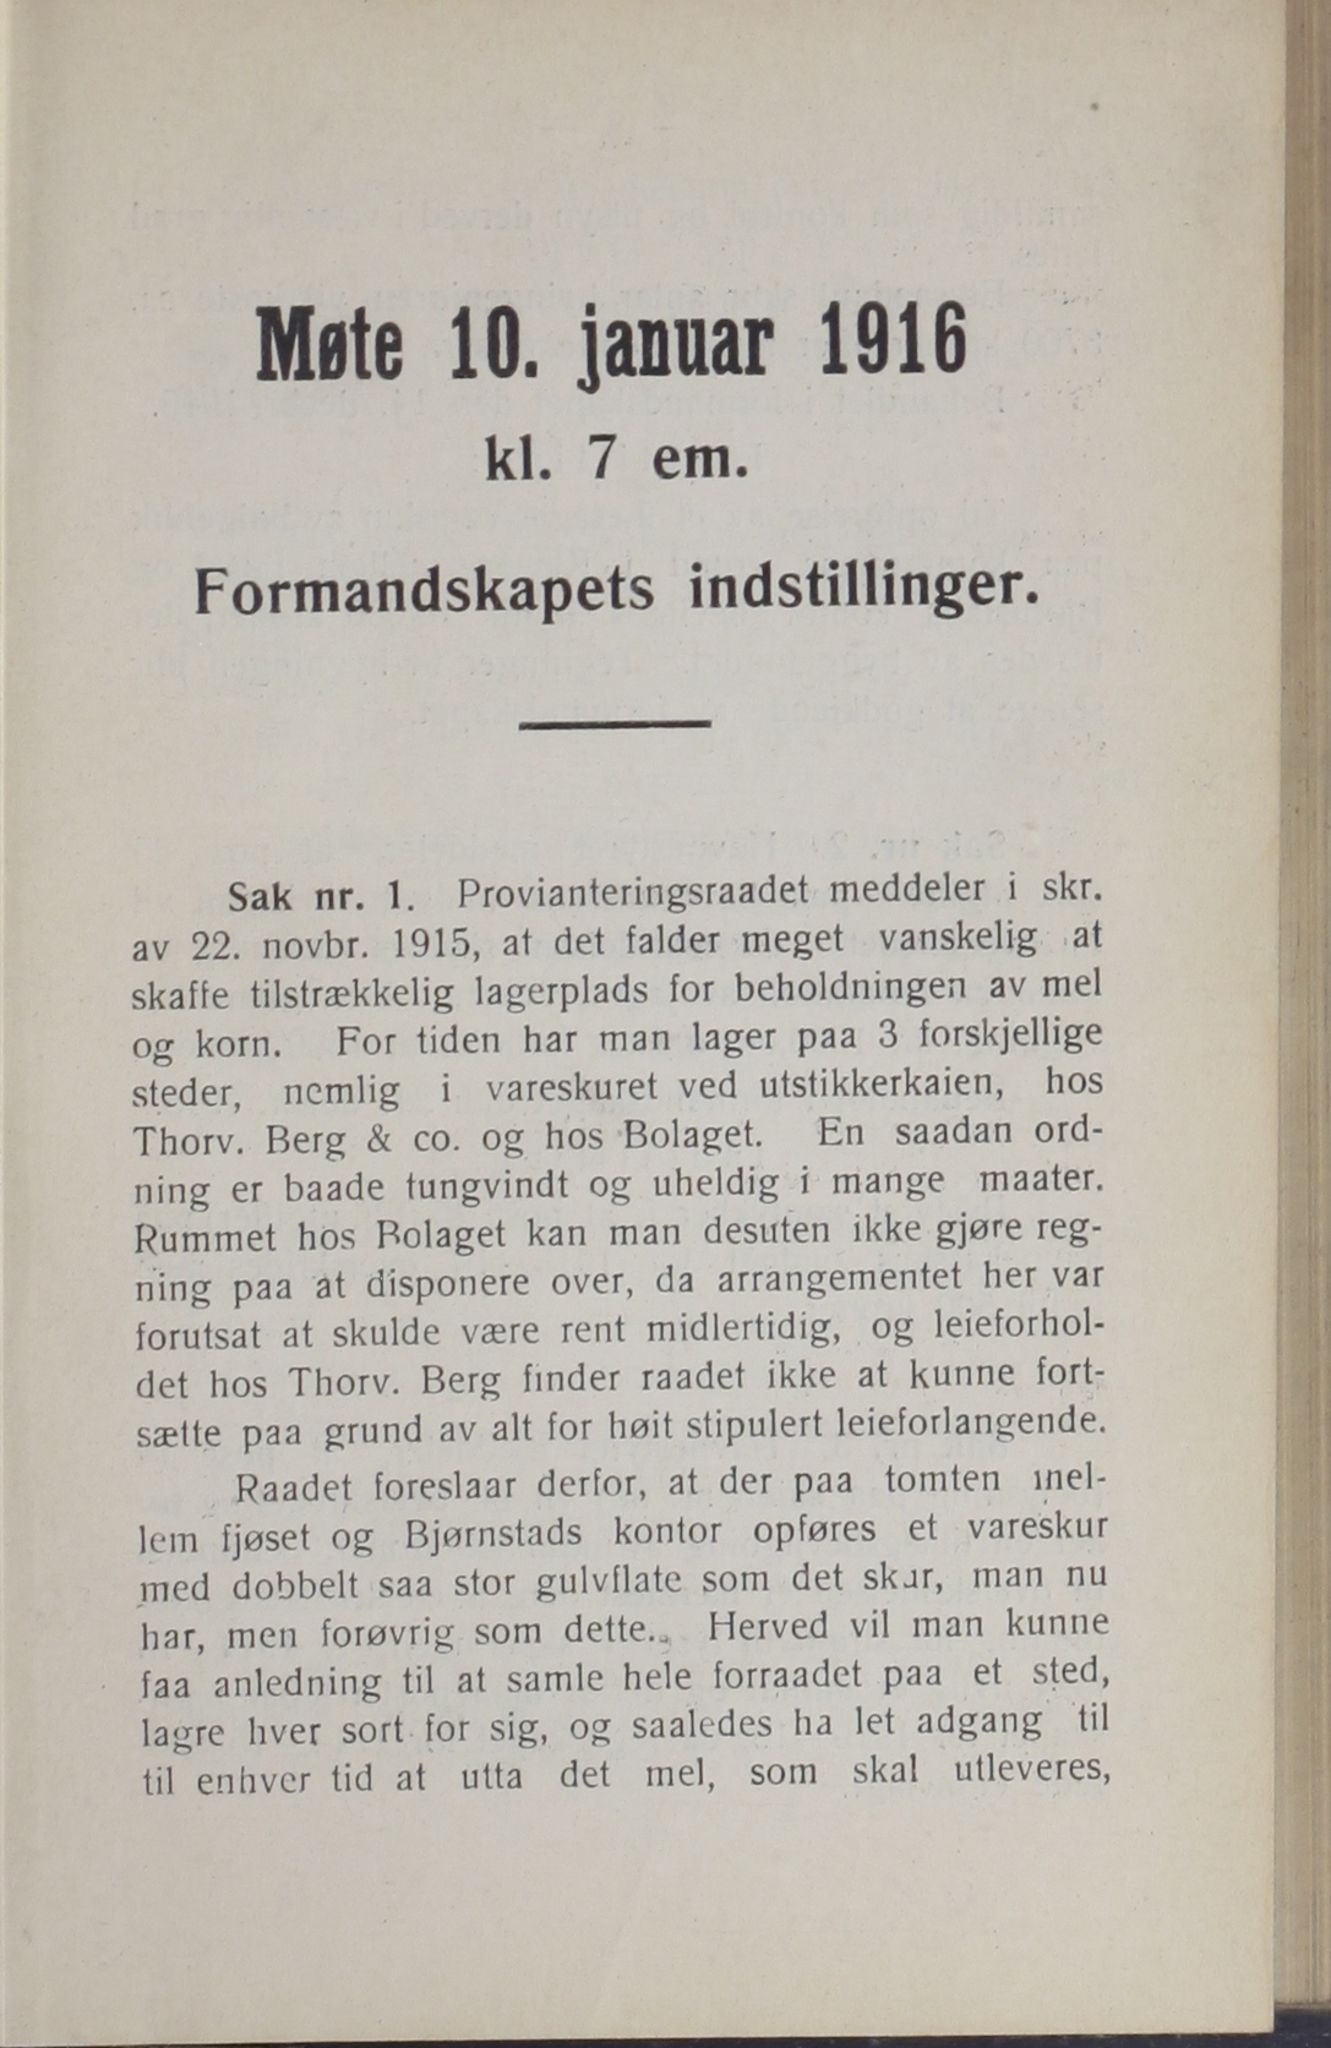 Møte 10. januar 1916
kl. 7 em.
Formandskapets indstillinger.
Sak nr. 1. Provianteringsraadet meddeler i skr.
av 22. novbr. 1915, at det falder meget vanskelig at
skaffe tilstrækkelig lagerplads for beholdningen av mel
og korn. For tiden har man lager paa 3 forskjellige
steder, nemlig i vareskuret ved utstikkerkaien, hos
Thorv. Berg & co. og hos Bolaget. En saadan ord-
ning er baade tungvindt og uheldig i mange maater.
Rummet hos Bolaget kan man desuten ikke gjøre reg-
ning paa at disponere over, da arrangementet her var
forutsat at skulde være rent midlertidig, og leieforhol-
det hos Thorv. Berg finder raadet ikke at kunne fort-
sætte paa grund av alt for høit stipulert leieforlangende.
Raadet foreslaar derfor, at der paa tomten mel-
lem fjøset og Bjørnstads kontor opføres et vareskur
med dobbelt saa stor gulvflate som det skur, man nu
har, men forøvrig som dette. Herved vil man kunne
faa anledning til at samle hele forraadet paa et sted,
lagre hver sort for sig, og saaledes ha let adgang til
til enhver tid at utta det mel, som skal utleveres,